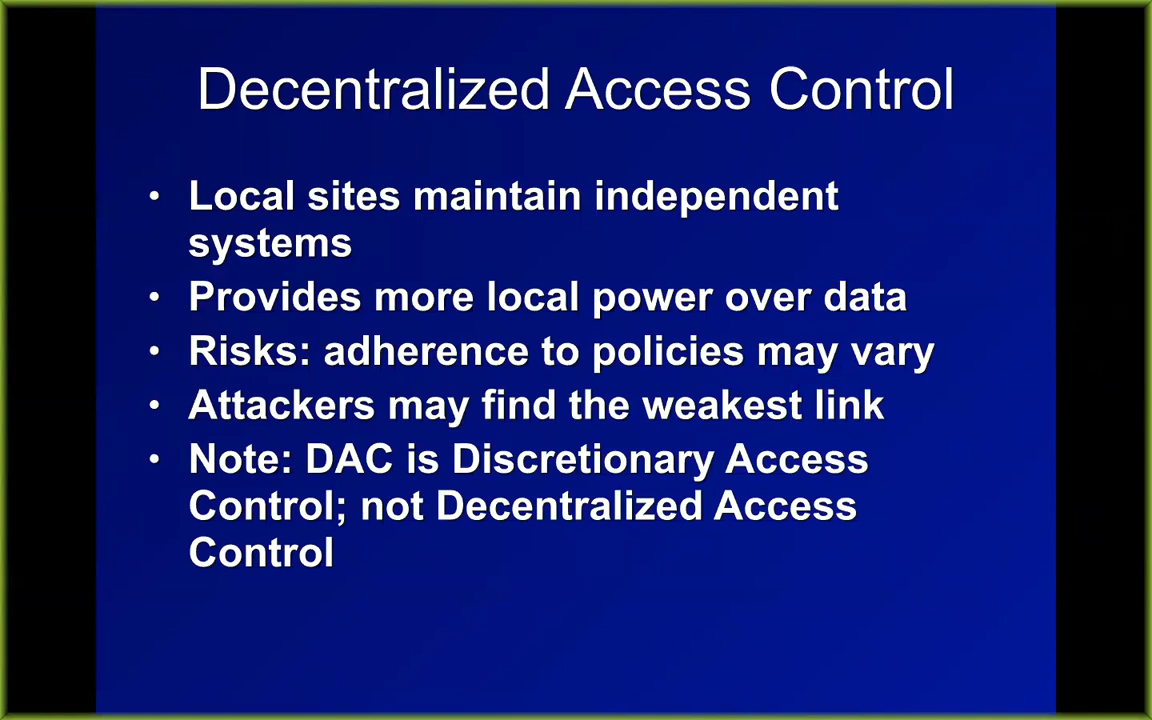 Decentralized Access Control
• Local sites maintain independent
systems
• Provides more local power over data
• Risks: adherence to policies may vary
• Attackers may find the weakest link
• Note: DAC is Discretionary Access
Control; not Decentralized Access
Control